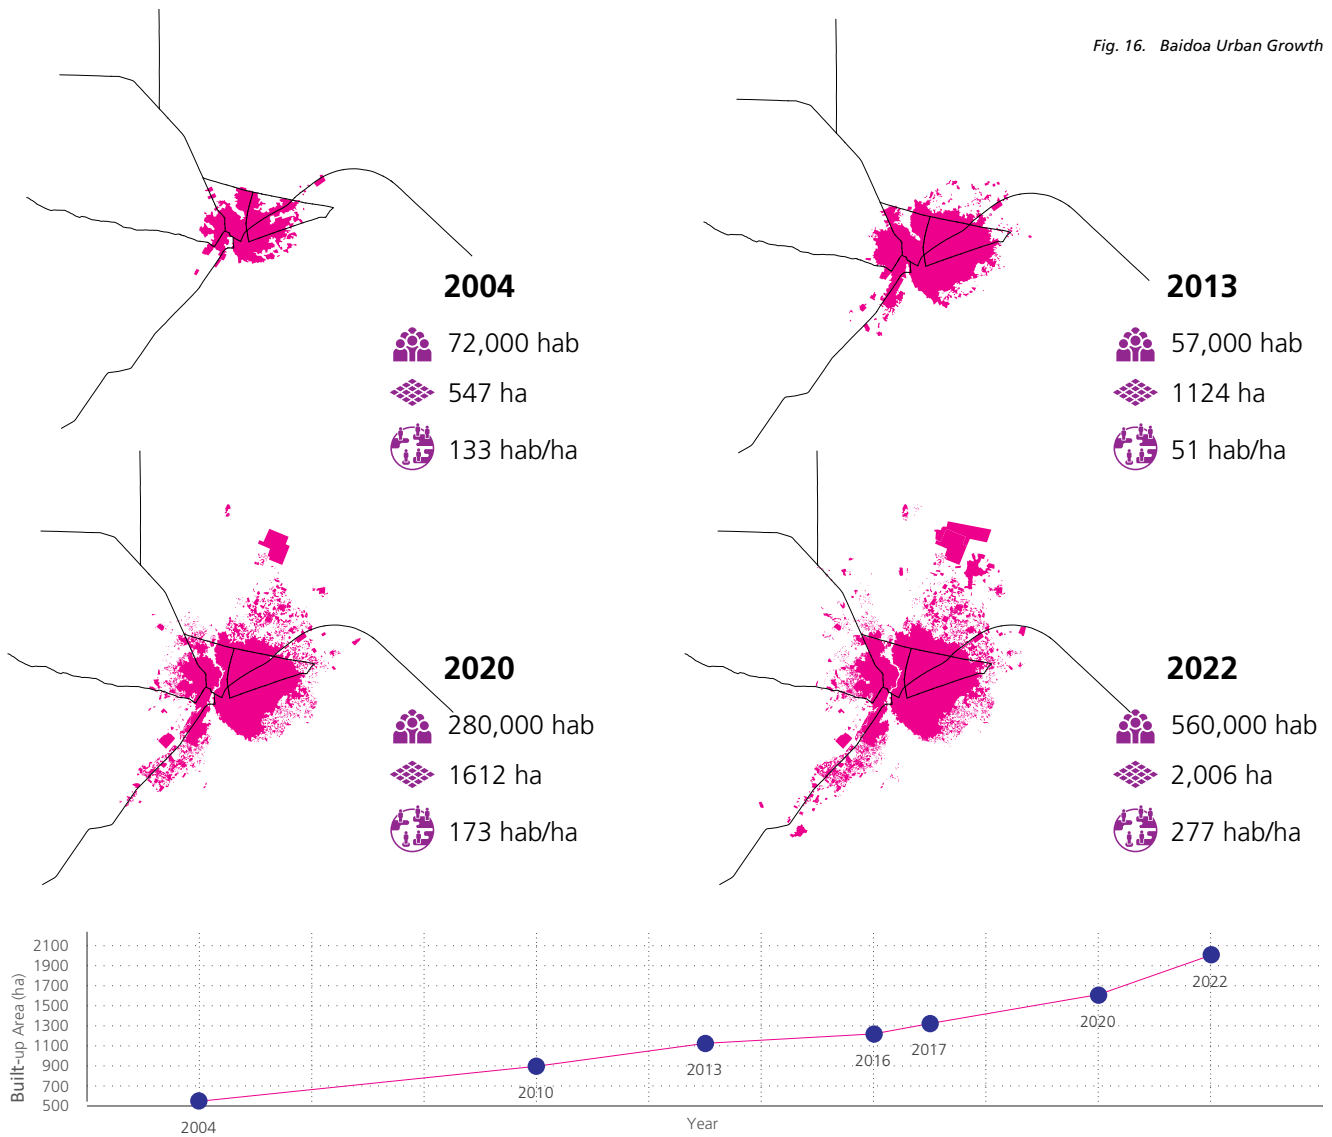 Fig. 16. Baidoa Urban Growth
2004
72,000 hab
547 ha
133 hab/ha
2013
57,000 hab
1124 ha
51 hab/ha
2020
280,000 hab
1612 ha
173 hab/ha
2022
560,000 hab
2,006 ha
277 hab/ha
Built-up Area (ha)
2100
1900
1700
1500
1300
1100
900
700
500
2004
2010
2013
2016
2017
2020
2022
Year